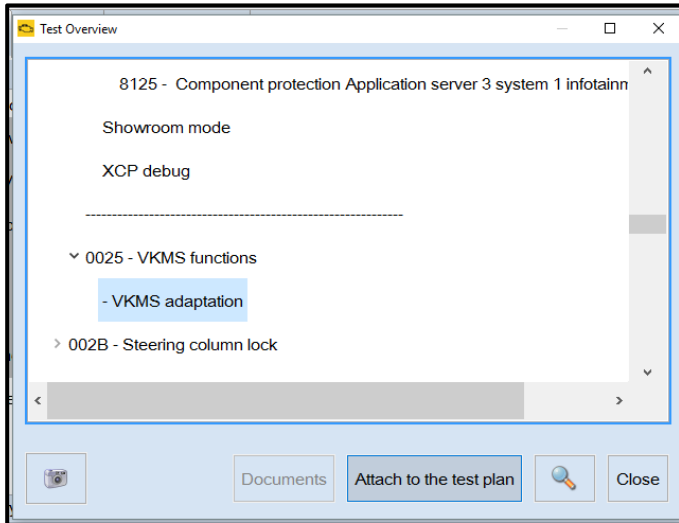 Test Overview
8125 - Component protection Application server 3 system 1 infotainm
Showroom mode
XCP debug
------------------------------------------------------------
0025 - VKMS functions
- VKMS adaptation
002B - Steering column lock
Documents Attach to the test plan Close